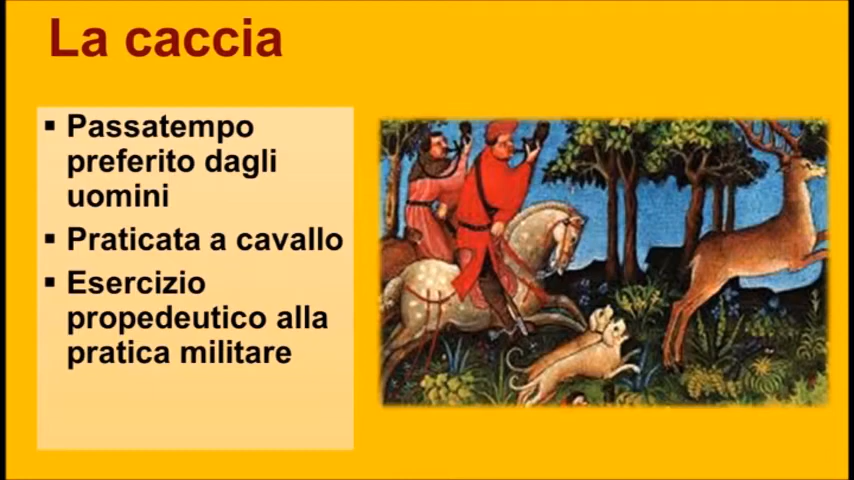 La caccia
▪ Passatempo
preferito dagli
uomini
▪ Praticata a cavallo
▪ Esercizio
propedeutico alla
pratica militare